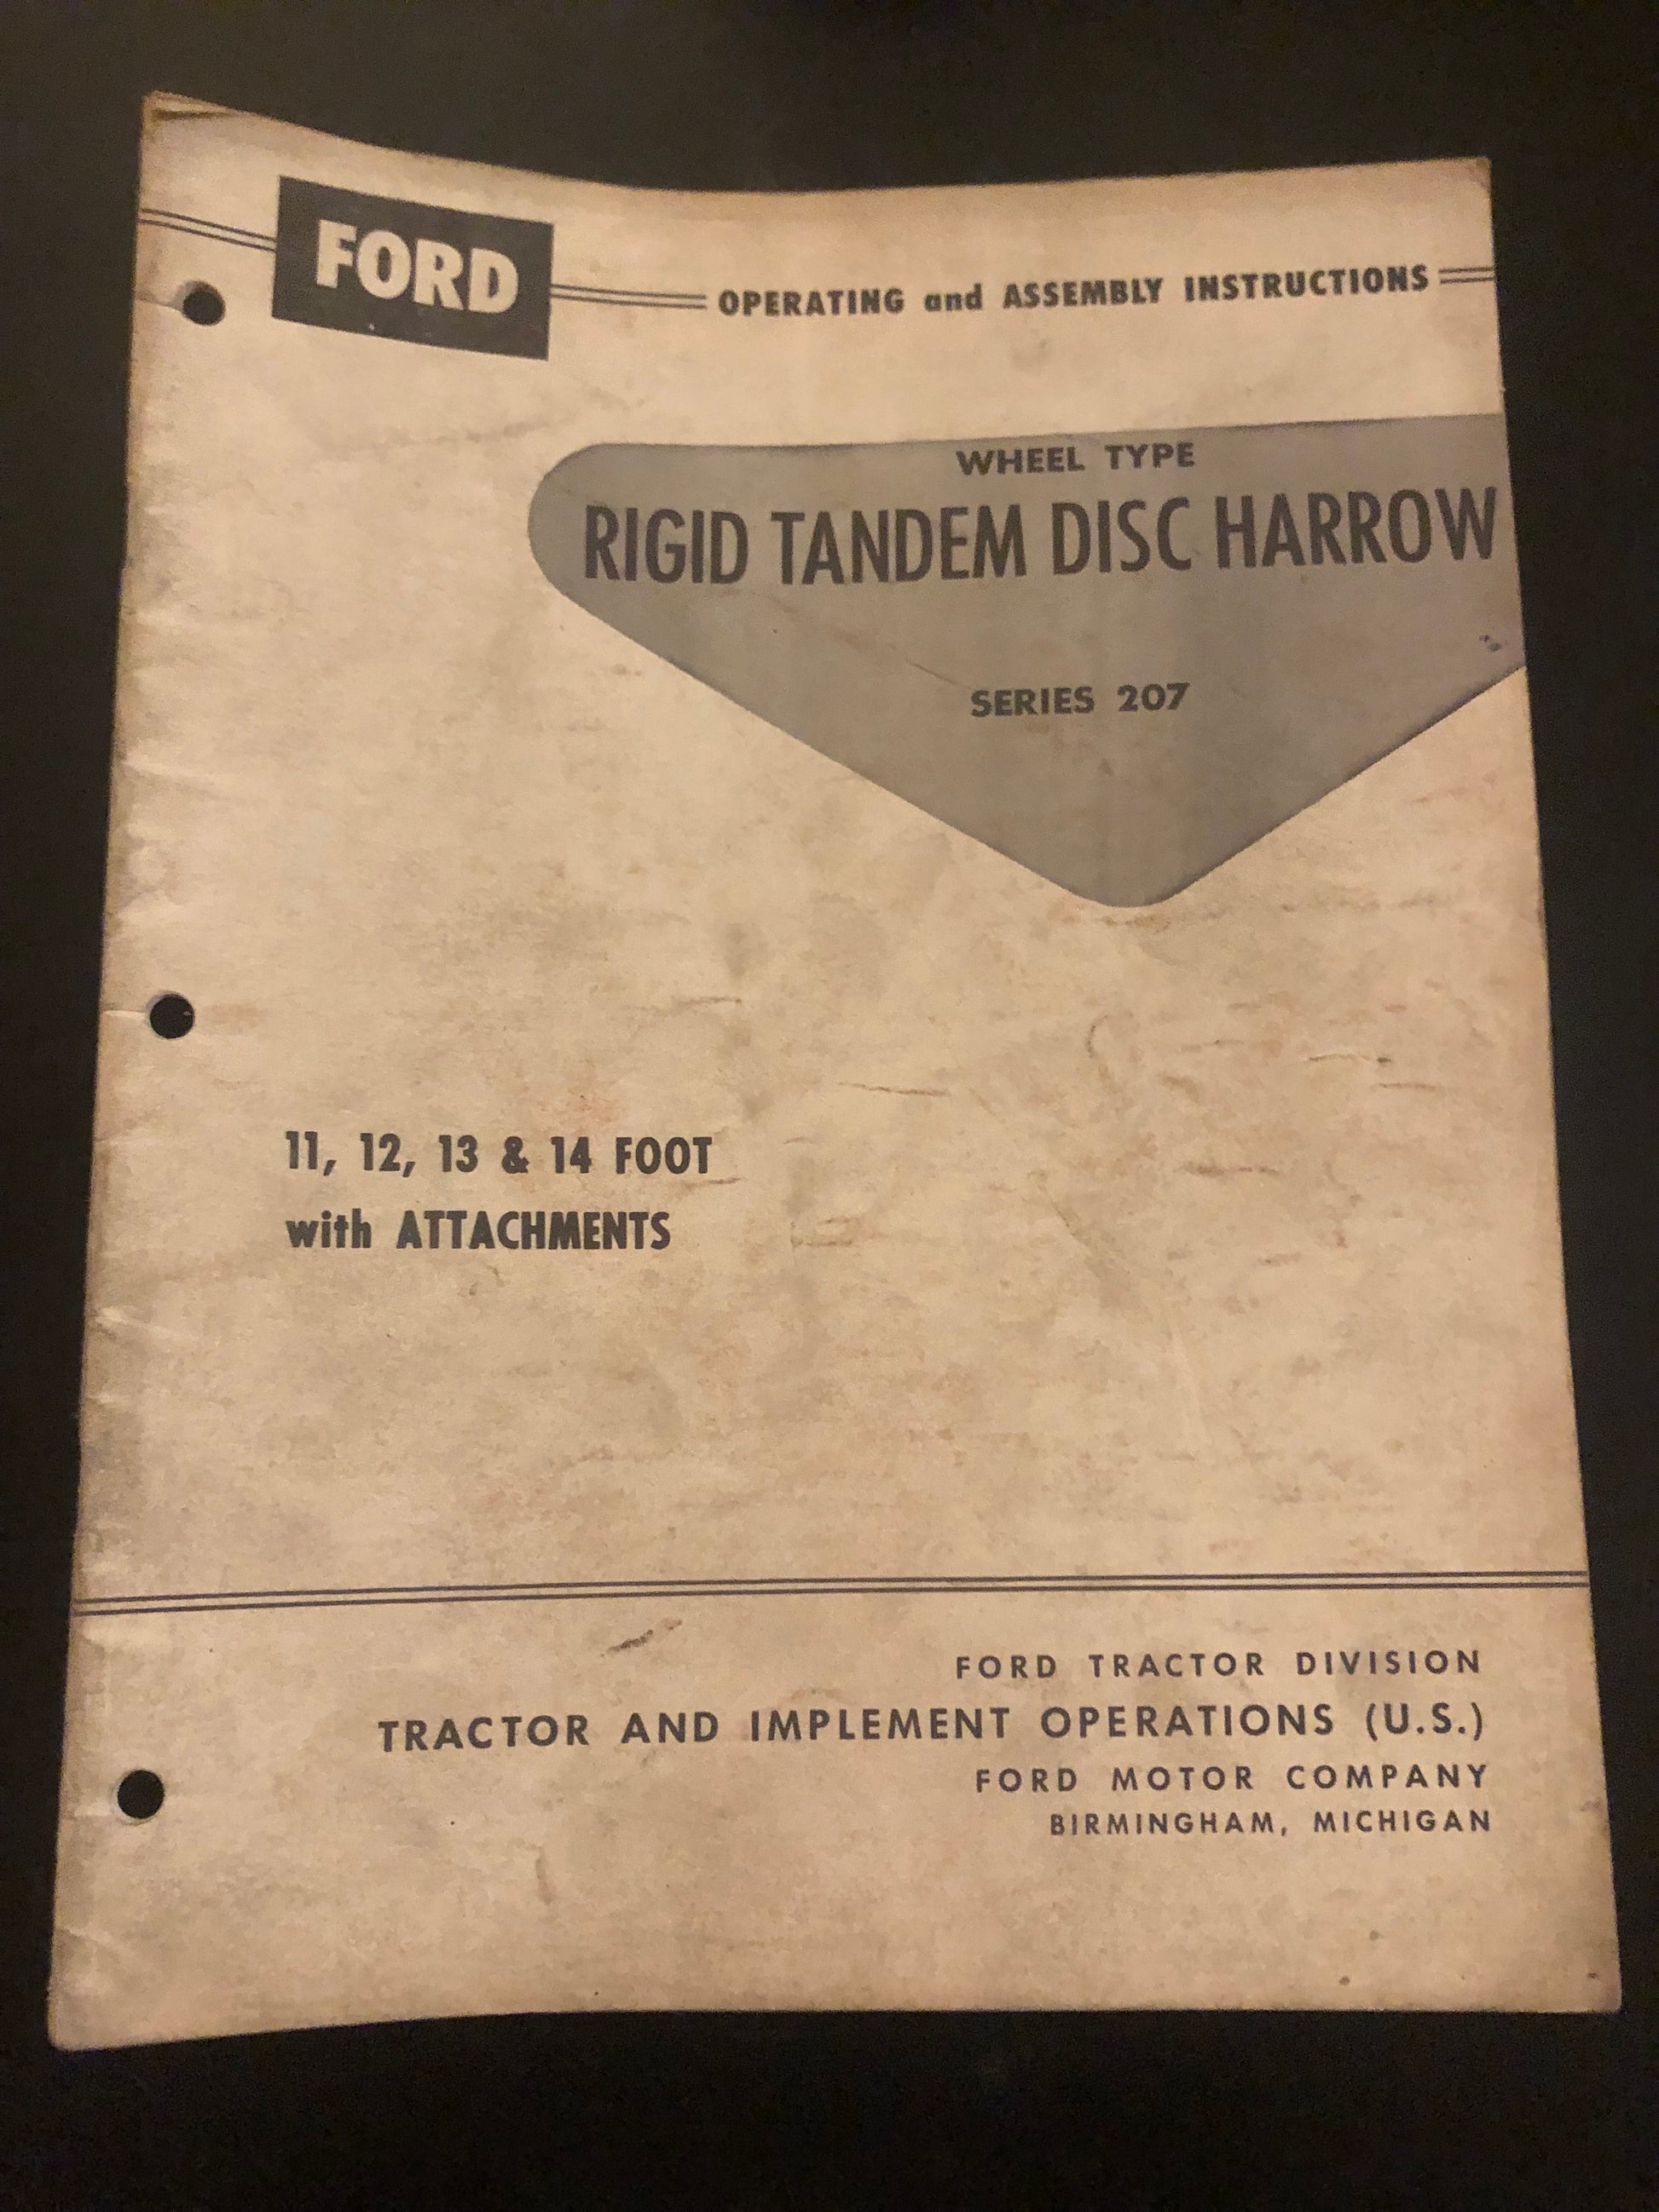 FORD
OPERATING and ASSEMBLY INSTRUCTIONS
WHEEL TYPE
RIGID TANDEM DISC HARROW
SERIES 207
11, 12, 13 & 14 FOOT
with ATTACHMENTS
FORD TRACTOR DIVISION
TRACTOR AND IMPLEMENT OPERATIONS (U.S.)
FORD MOTOR COMPANY
BIRMINGHAM, MICHIGAN